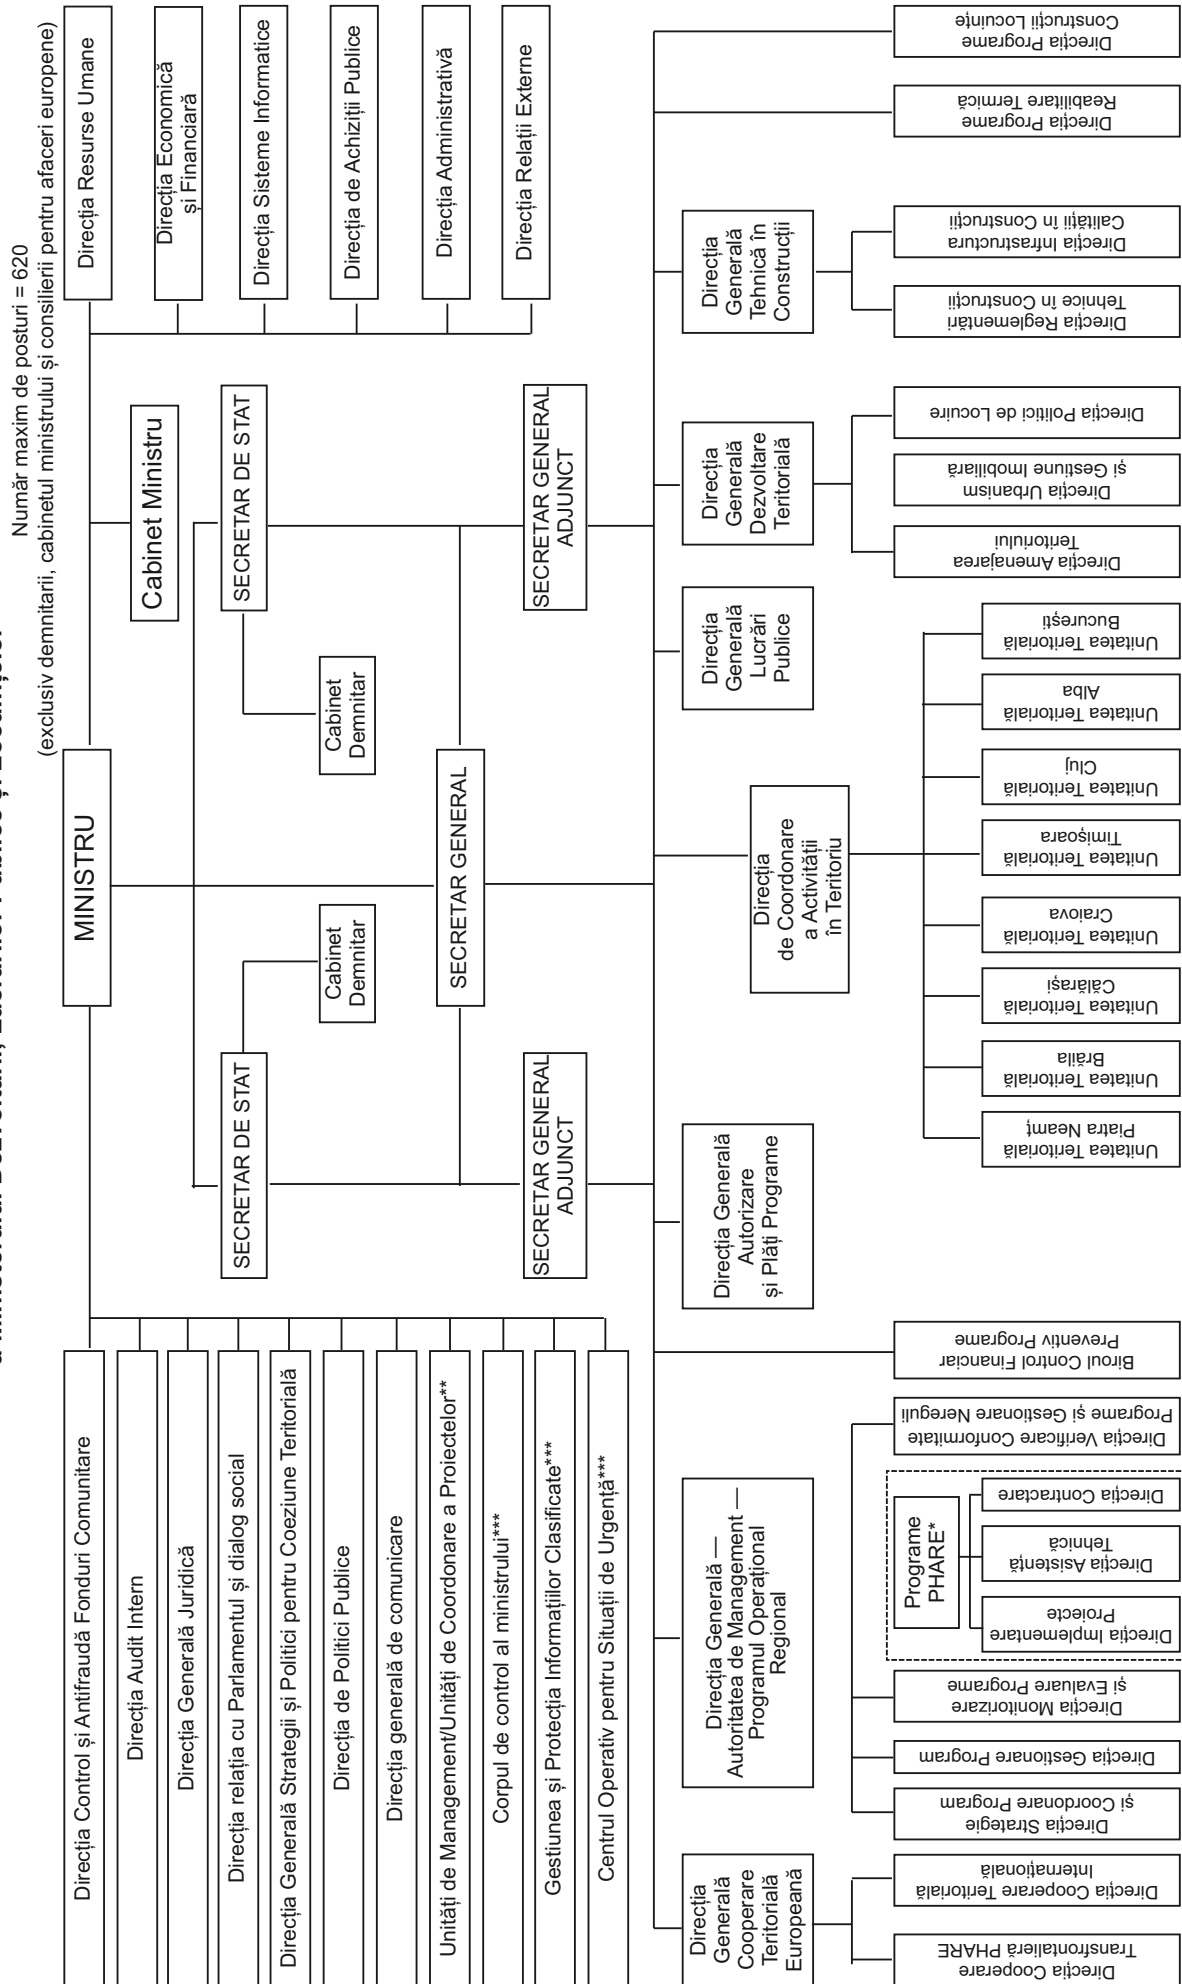 Număr maxim de posturi = 620
(exclusiv demnitarii, cabinetul ministrului și consilierii pentru afaceri europene)
MINISTRU
Cabinet Ministru
Direcția Control și Antifraudă Fonduri Comunitare
Direcția Audit Intern
Direcția Generală Juridică
Direcția relația cu Parlamentul și dialog social
Direcția Generală Strategii și Politici pentru Coeziune Teritorială
Direcția de Politici Publice
Direcția generală de comunicare
Unități de Management/Unități de Coordonare a Proiectelor**
Corpul de control al ministrului***
Gestiunea și Protecția Informațiilor Clasificate***
Centrul Operativ pentru Situații de Urgență***
Direcția Resurse Umane
Direcția Economică
și Financiară
Direcția Sisteme Informatice
Direcția de Achiziții Publice
Direcția Administrativă
Direcția Relații Externe
SECRETAR DE STAT
Cabinet
Demnitar
SECRETAR DE STAT
Cabinet
Demnitar
SECRETAR GENERAL
SECRETAR GENERAL
ADJUNCT
SECRETAR GENERAL
ADJUNCT
Direcția
Generală
Cooperare
Teritorială
Europeană
Direcția Cooperare
Transfrontalieră PHARE
Direcția Cooperare Teritorială
Internațională
Direcția Generală —
Autoritatea de Management —
Programul Operațional
Regional
Direcția Strategie
și Coordonare Program
Direcția Gestionare Program
Direcția Monitorizare
și Evaluare Programe
Programe
PHARE*
Direcția Implementare
Proiecte
Direcția Asistență
Tehnică
Direcția Contractare
Direcția Verificare Conformitate
Programe și Gestionare Nereguli
Biroul Control Financiar
Preventiv Programe
Direcția Generală
Autorizare
și Plăți Programe
Direcția
de Coordonare
a Activității
în Teritoriu
Unitatea Teritorială
Piatra Neamț
Unitatea Teritorială
Brăila
Unitatea Teritorială
Călărași
Unitatea Teritorială
Craiova
Unitatea Teritorială
Timișoara
Unitatea Teritorială
Cluj
Unitatea Teritorială
Alba
Unitatea Teritorială
București
Direcția
Generală
Lucrări
Publice
Direcția
Generală
Dezvoltare
Teritorială
Direcția Amenajarea
Teritoriului
Direcția Urbanism
și Gestiune Imobiliară
Direcția Politici de Locuire
Direcția
Generală
Tehnică în
Construcții
Direcția Reglementări
Tehnice în Construcții
Direcția Infrastructura
Calității în Construcții
Direcția Programe
Reabilitare Termică
Direcția Programe
Construcții Locuințe